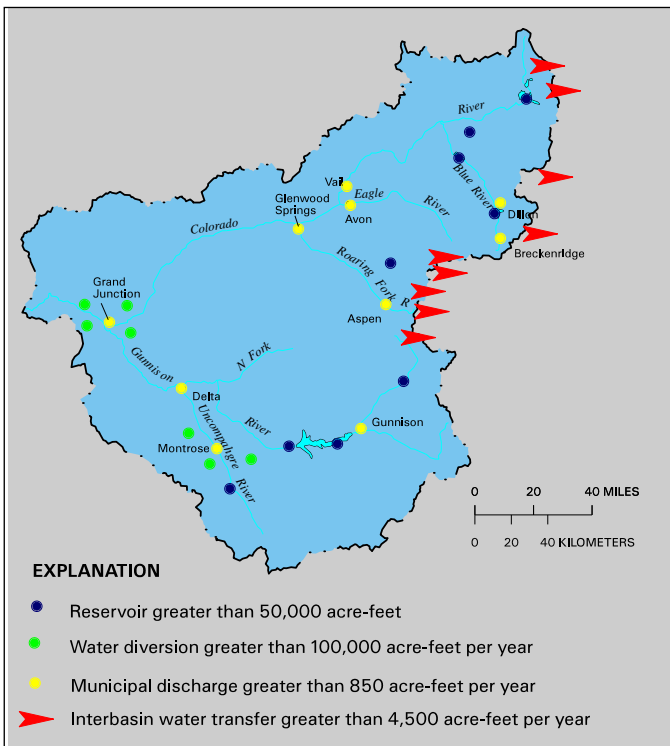 River
Vail
Eagle
River
Avon
Blue River
Dillon
Breckenridge
Glenwood
Springs
Colorado
Roaring Fork R
Aspen
Grand
Junction
Gunnison
N Fork
Delta
Uncompahgre
River
River
Montrose
Gunnison
0 20 40 MILES
0 20 40 KILOMETERS
EXPLANATION
Reservoir greater than 50,000 acre-feet
Water diversion greater than 100,000 acre-feet per year
Municipal discharge greater than 850 acre-feet per year
Interbasin water transfer greater than 4,500 acre-feet per year